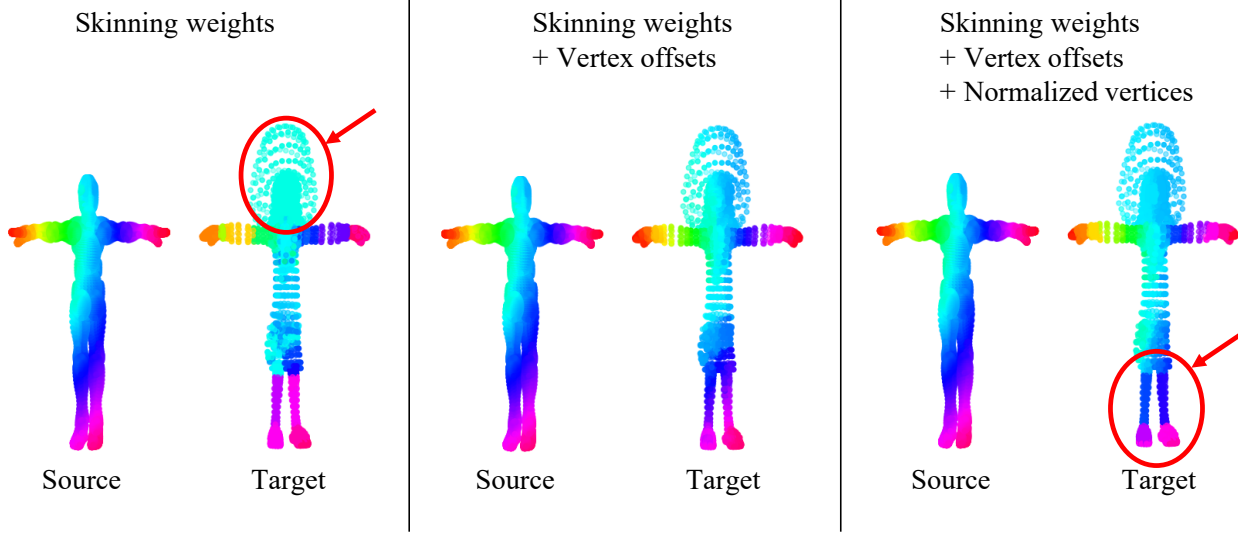 Skinning weights
Skinning weights
+ Vertex offsets
Skinning weights
+ Vertex offsets
+ Normalized vertices
Source
Target
Source
Target
Source
Target